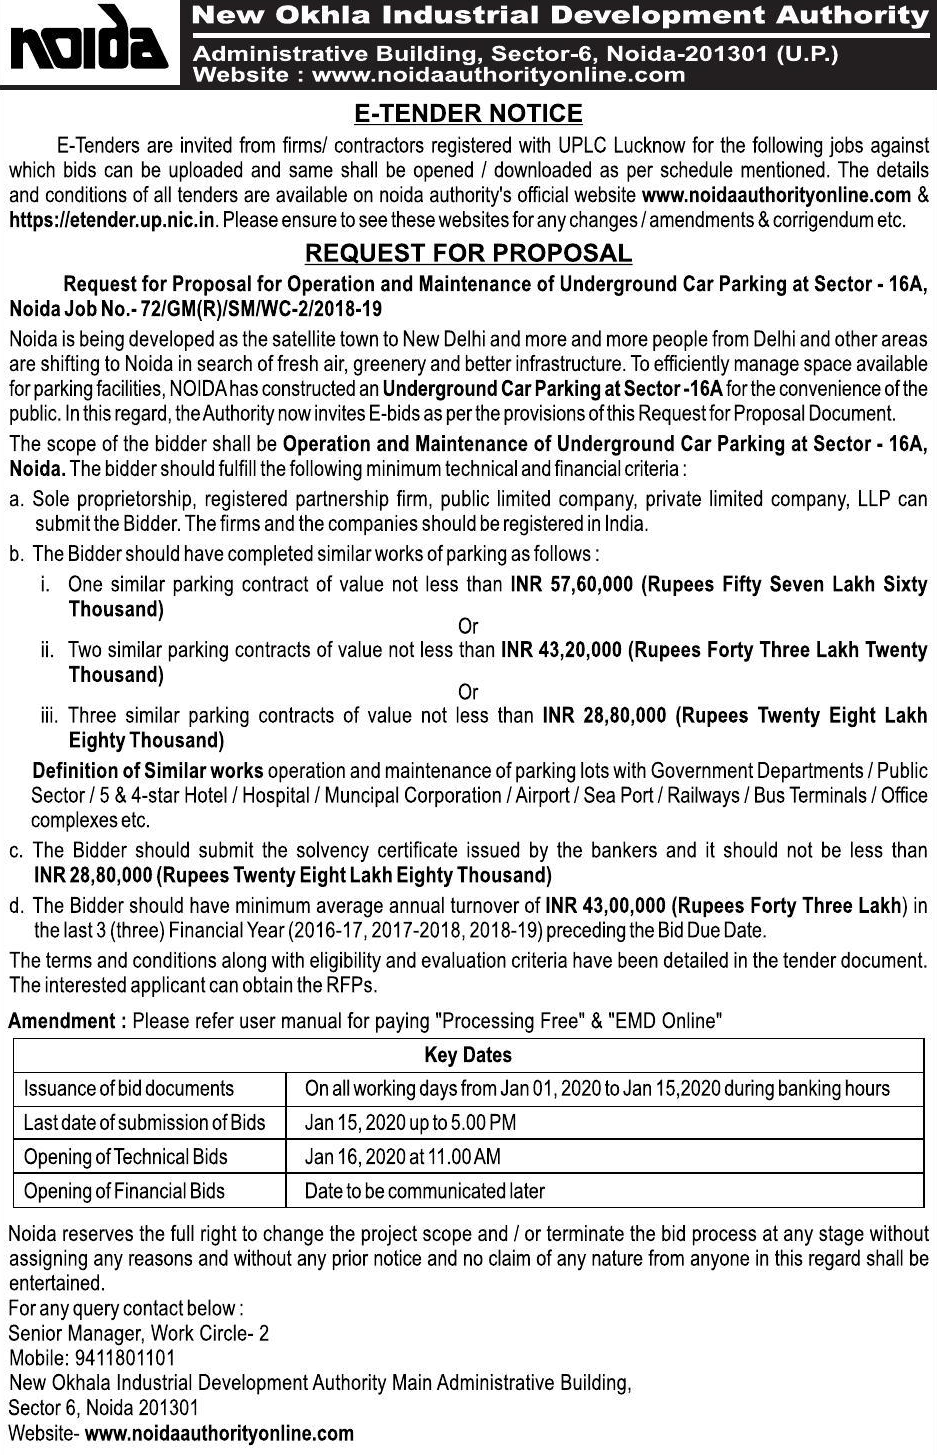 noida
New Okhla Industrial Development Authority
Administrative Building, Sector-6, Noida-201301 (U.P.)
Website : www.noidaauthorityonline.com
E-TENDER NOTICE
E-Tenders are invited from firms/ contractors registered with UPLC Lucknow for the following jobs against
which bids can be uploaded and same shall be opened / downloaded as per schedule mentioned. The details
and conditions of all tenders are available on noida authority's official website www.noidaauthorityonline.com &
https://etender.up.nic.in. Please ensure to see these websites for any changes / amendments & corrigendum etc.
REQUEST FOR PROPOSAL
Request for Proposal for Operation and Maintenance of Underground Car Parking at Sector - 16A,
Noida Job No.- 72/GM(R)/SM/WC-2/2018-19
Noida is being developed as the satellite town to New Delhi and more and more people from Delhi and other areas
are shifting to Noida in search of fresh air, greenery and better infrastructure. To efficiently manage space available
for parking facilities, NOIDA has constructed an Underground Car Parking at Sector -16A for the convenience of the
public. In this regard, the Authority now invites E-bids as per the provisions of this Request for Proposal Document.
The scope of the bidder shall be Operation and Maintenance of Underground Car Parking at Sector - 16A,
Noida. The bidder should fulfill the following minimum technical and financial criteria :
a. Sole proprietorship, registered partnership firm, public limited company, private limited company, LLP can
submit the Bidder. The firms and the companies should be registered in India.
b. The Bidder should have completed similar works of parking as follows :
i. One similar parking contract of value not less than INR 57,60,000 (Rupees Fifty Seven Lakh Sixty
Thousand)
Or
ii. Two similar parking contracts of value not less than INR 43,20,000 (Rupees Forty Three Lakh Twenty
Thousand)
Or
iii. Three similar parking contracts of value not less than INR 28,80,000 (Rupees Twenty Eight Lakh
Eighty Thousand)
Definition of Similar works operation and maintenance of parking lots with Government Departments / Public
Sector / 5 & 4-star Hotel / Hospital / Muncipal Corporation / Airport / Sea Port / Railways / Bus Terminals / Office
complexes etc.
c. The Bidder should submit the solvency certificate issued by the bankers and it should not be less than
INR 28,80,000 (Rupees Twenty Eight Lakh Eighty Thousand)
d. The Bidder should have minimum average annual turnover of INR 43,00,000 (Rupees Forty Three Lakh) in
the last 3 (three) Financial Year (2016-17, 2017-2018, 2018-19) preceding the Bid Due Date.
The terms and conditions along with eligibility and evaluation criteria have been detailed in the tender document.
The interested applicant can obtain the RFPs.
Amendment : Please refer user manual for paying "Processing Free" & "EMD Online"
Key Dates
Issuance of bid documents On all working days from Jan 01, 2020 to Jan 15,2020 during banking hours
Last date of submission of Bids Jan 15, 2020 up to 5.00 PM
Opening of Technical Bids Jan 16, 2020 at 11.00 AM
Opening of Financial Bids Date to be communicated later
Noida reserves the full right to change the project scope and / or terminate the bid process at any stage without
assigning any reasons and without any prior notice and no claim of any nature from anyone in this regard shall be
entertained.
For any query contact below :
Senior Manager, Work Circle- 2
Mobile: 9411801101
New Okhala Industrial Development Authority Main Administrative Building,
Sector 6, Noida 201301
Website- www.noidaauthorityonline.com